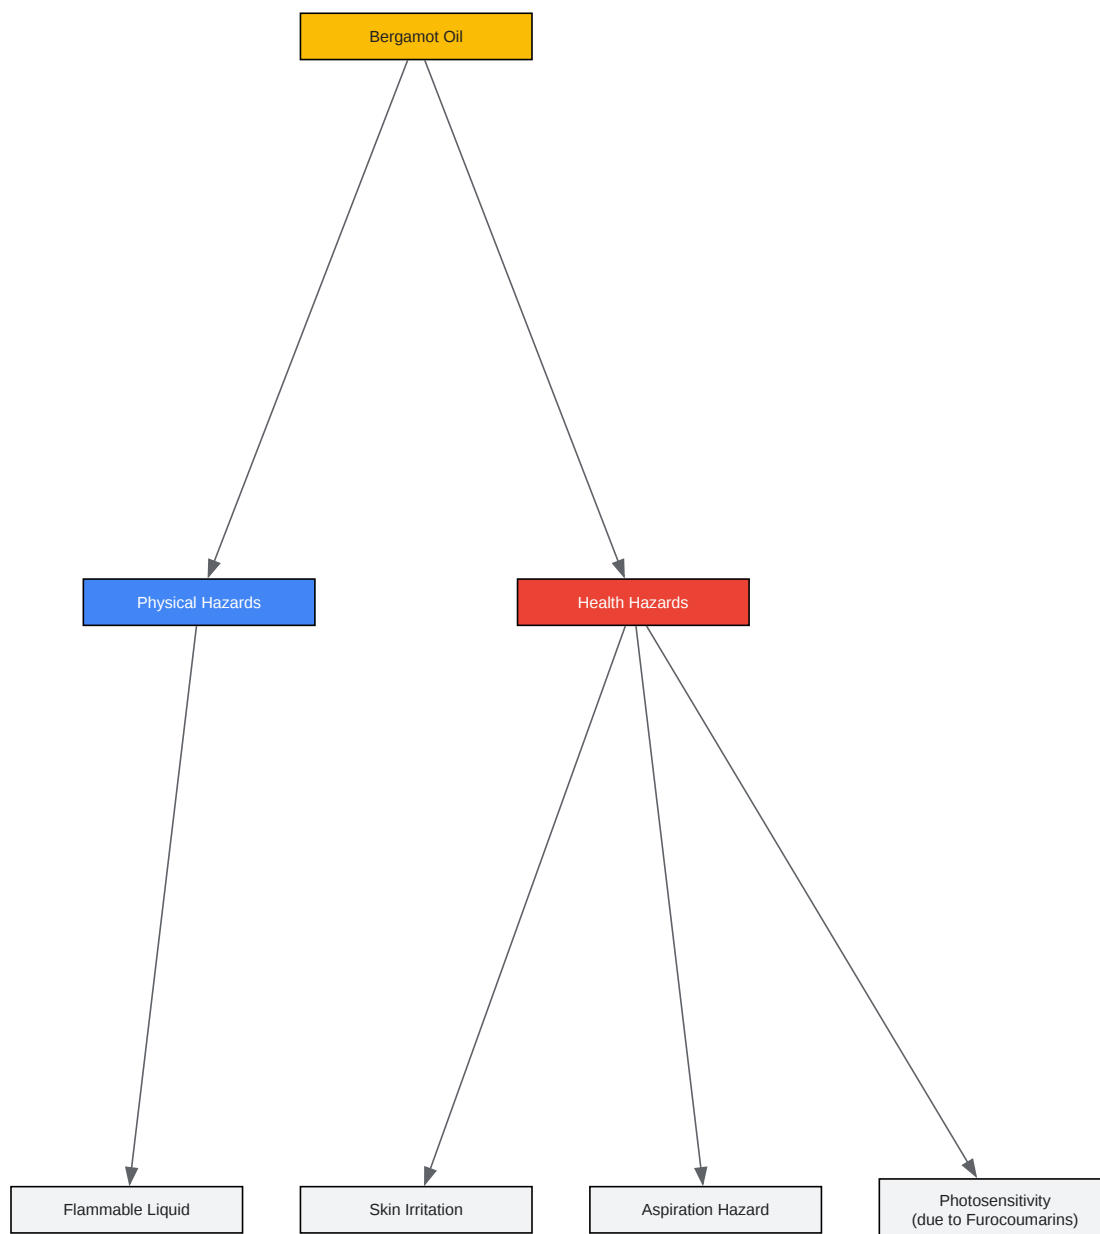 Bergamot Oil
Physical Hazards
Health Hazards
Flammable Liquid
Skin Irritation
Aspiration Hazard
Photosensitivity
(due to Furocoumarins)